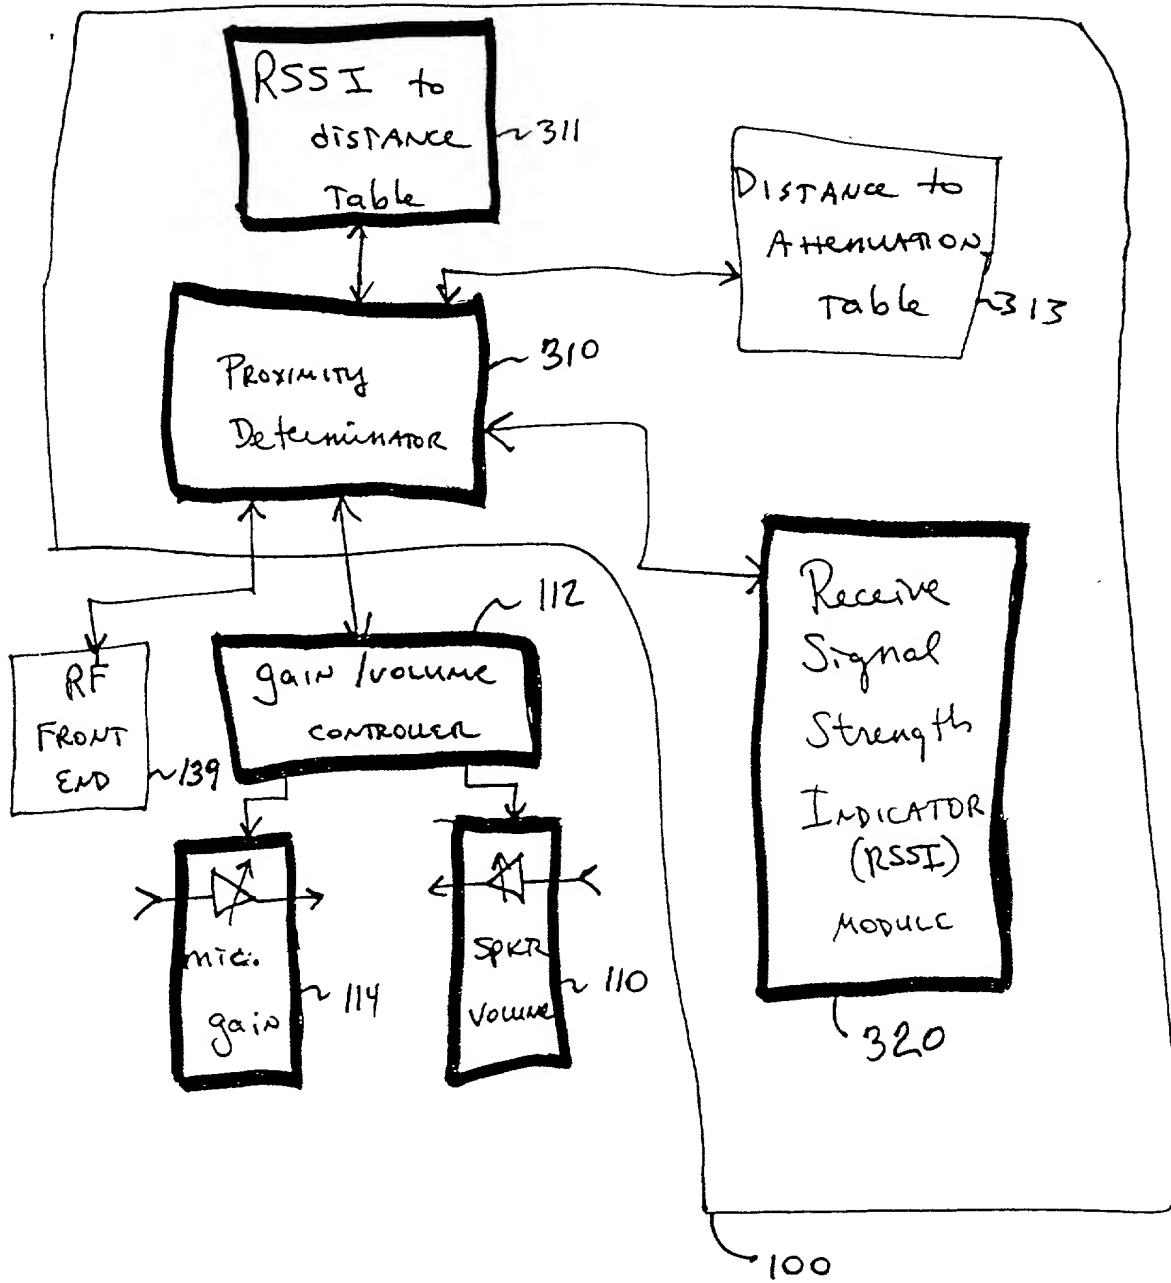 RSSI to
distance
Table
311
Distance to
Attenuation
Table
313
Proximity
Determinator
310
112
gain/volume
controller
RF
FRONT
END
139
Receive
Signal
Strength
Indicator
(RSSI)
Module
320
mic.
gain
114
SPKR
Volume
110
100